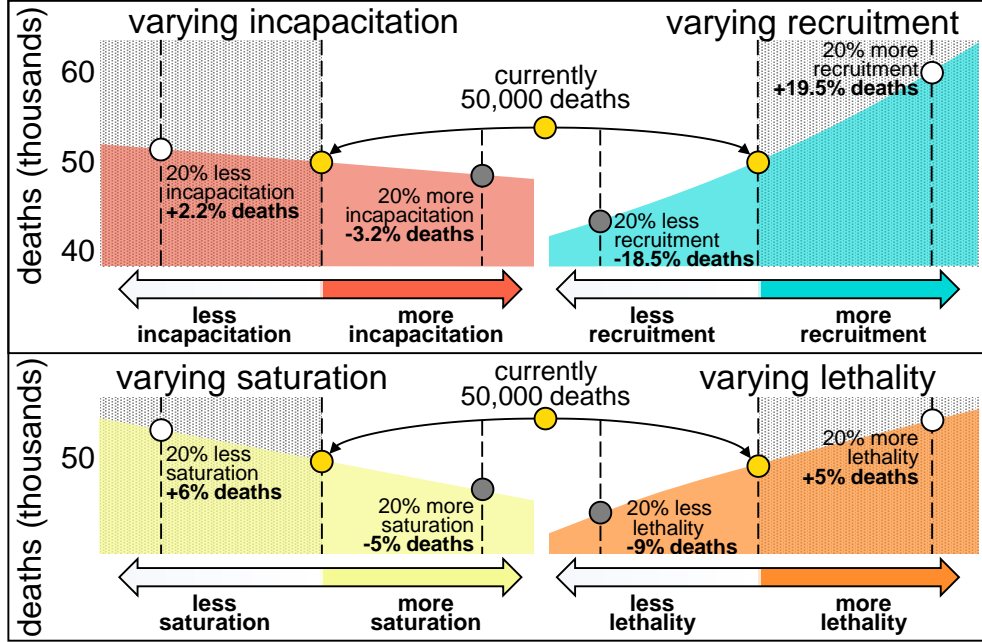 varying incapacitation
varying recruitment
deaths (thousands)
60
50
40
currently
50,000 deaths
20% less
incapacitation
+2.2% deaths
20% more
incapacitation
-3.2% deaths
20% less
recruitment
-18.5% deaths
20% more
recruitment
+19.5% deaths
less
incapacitation
more
incapacitation
less
recruitment
more
recruitment
varying saturation
varying lethality
deaths (thousands)
50
currently
50,000 deaths
20% less
saturation
+6% deaths
20% more
saturation
-5% deaths
20% less
lethality
-9% deaths
20% more
lethality
+5% deaths
less
saturation
more
saturation
less
lethality
more
lethality